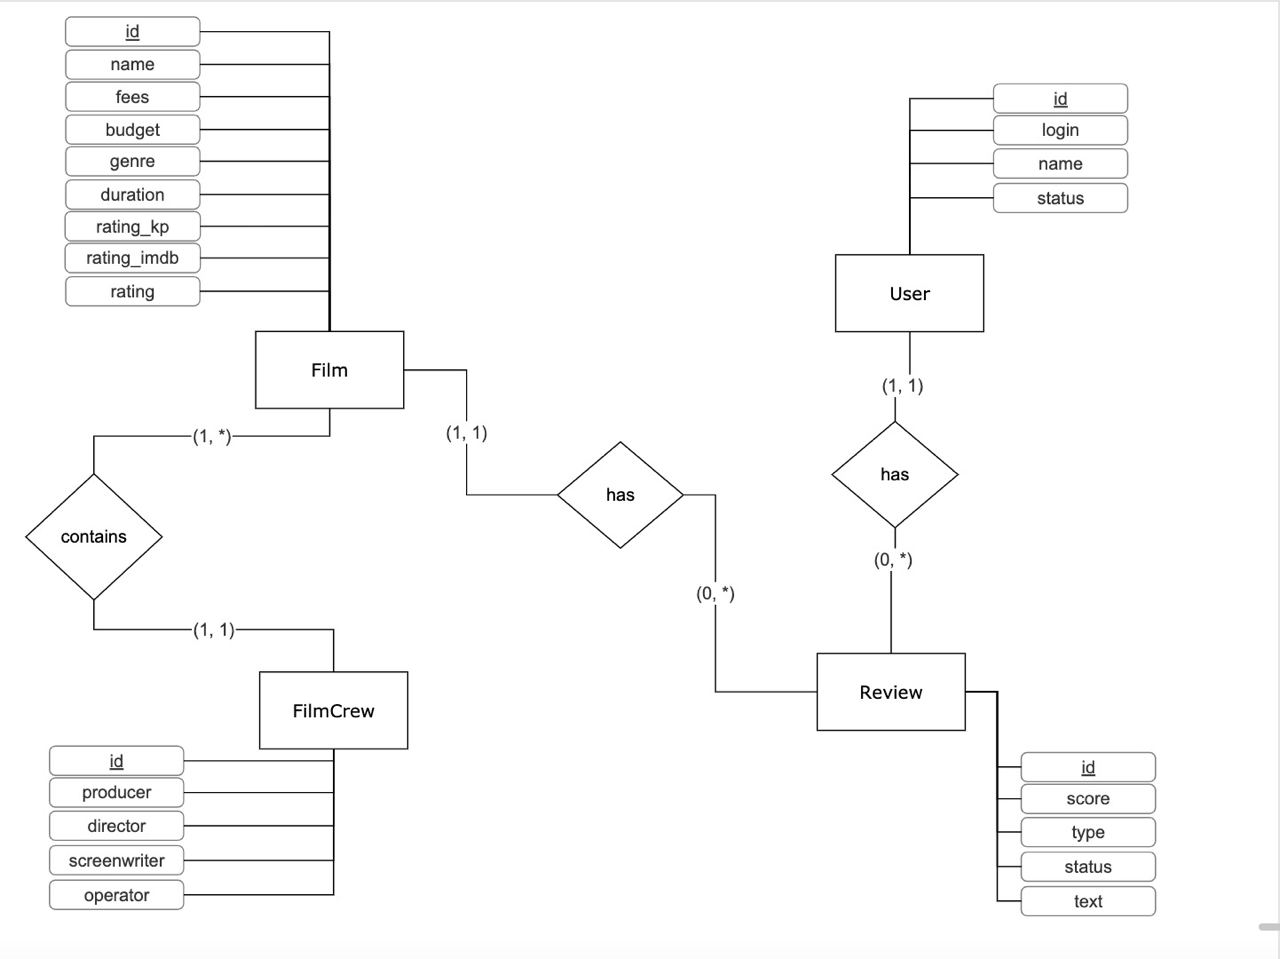 id
name
fees
budget
genre
duration
rating_kp
rating_imdb
rating
Film
(1, *)
contains
(1, 1)
FilmCrew
id
producer
director
screenwriter
operator
(1, 1)
has
(0, *)
id
login
name
status
User
(1, 1)
has
(0, *)
Review
id
score
type
status
text